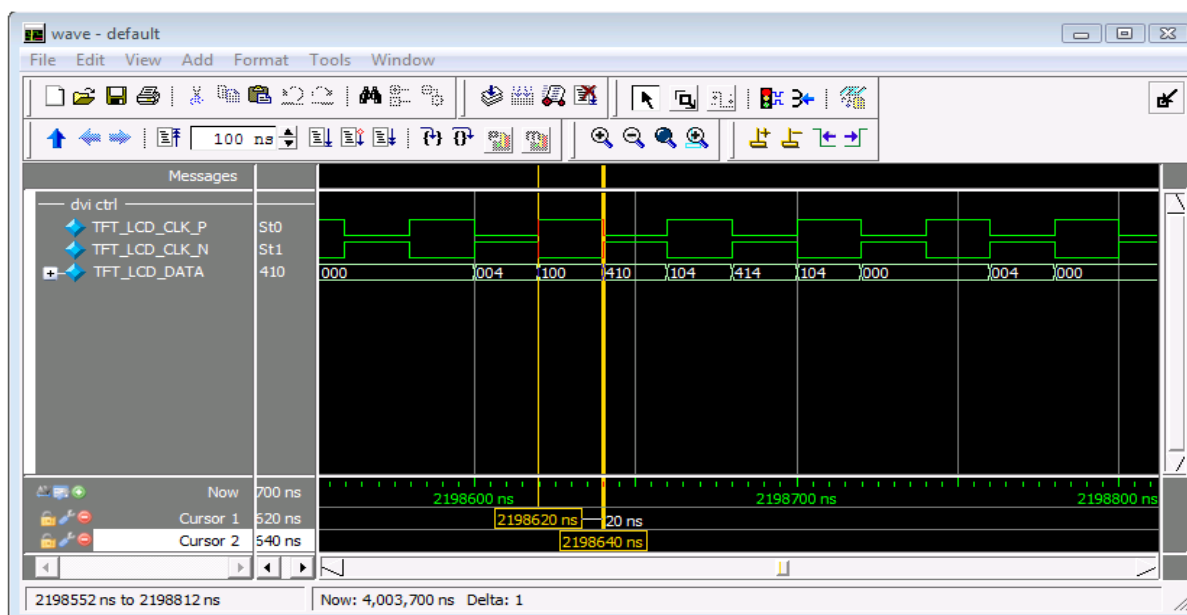 wave - default
File Edit View Add Format Tools Window
100 ns
Messages
dvi ctrl
TFT_LCD_CLK_P St0
TFT_LCD_CLK_N St1
TFT_LCD_DATA 410 000 004 100 410 104 414 104 000 004 000
Now 700 ns 2198600 ns 2198700 ns 2198800 ns
Cursor 1 620 ns 2198620 ns 20 ns
Cursor 2 640 ns 2198640 ns
2198552 ns to 2198812 ns Now: 4,003,700 ns Delta: 1